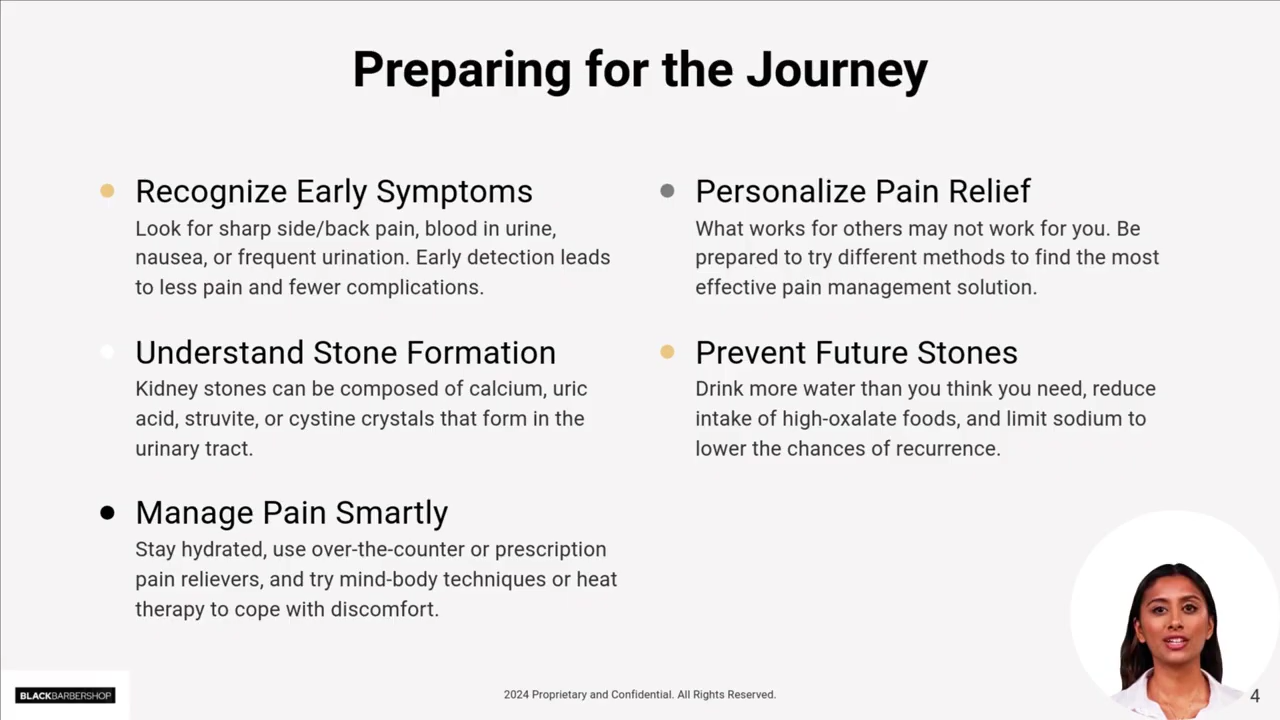 Preparing for the Journey
Recognize Early Symptoms
Look for sharp side/back pain, blood in urine,
nausea, or frequent urination. Early detection leads
to less pain and fewer complications.
Understand Stone Formation
Kidney stones can be composed of calcium, uric
acid, struvite, or cystine crystals that form in the
urinary tract.
Manage Pain Smartly
Stay hydrated, use over-the-counter or prescription
pain relievers, and try mind-body techniques or heat
therapy to cope with discomfort.
Personalize Pain Relief
What works for others may not work for you. Be
prepared to try different methods to find the most
effective pain management solution.
Prevent Future Stones
Drink more water than you think you need, reduce
intake of high-oxalate foods, and limit sodium to
lower the chances of recurrence.
BLACKBARBERSHOP
2024 Proprietary and Confidential. All Rights Reserved.
4